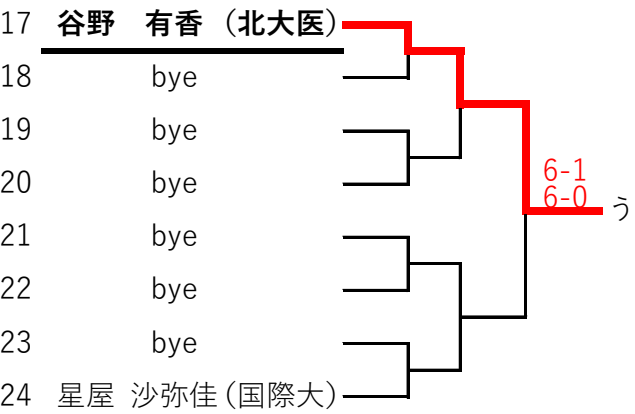 17 谷野 有香 (北大医)
18 bye
19 bye
20 bye
6-1
21 bye
6-0
う
22 bye
23 bye
24 星屋 沙弥佳 (国際大)